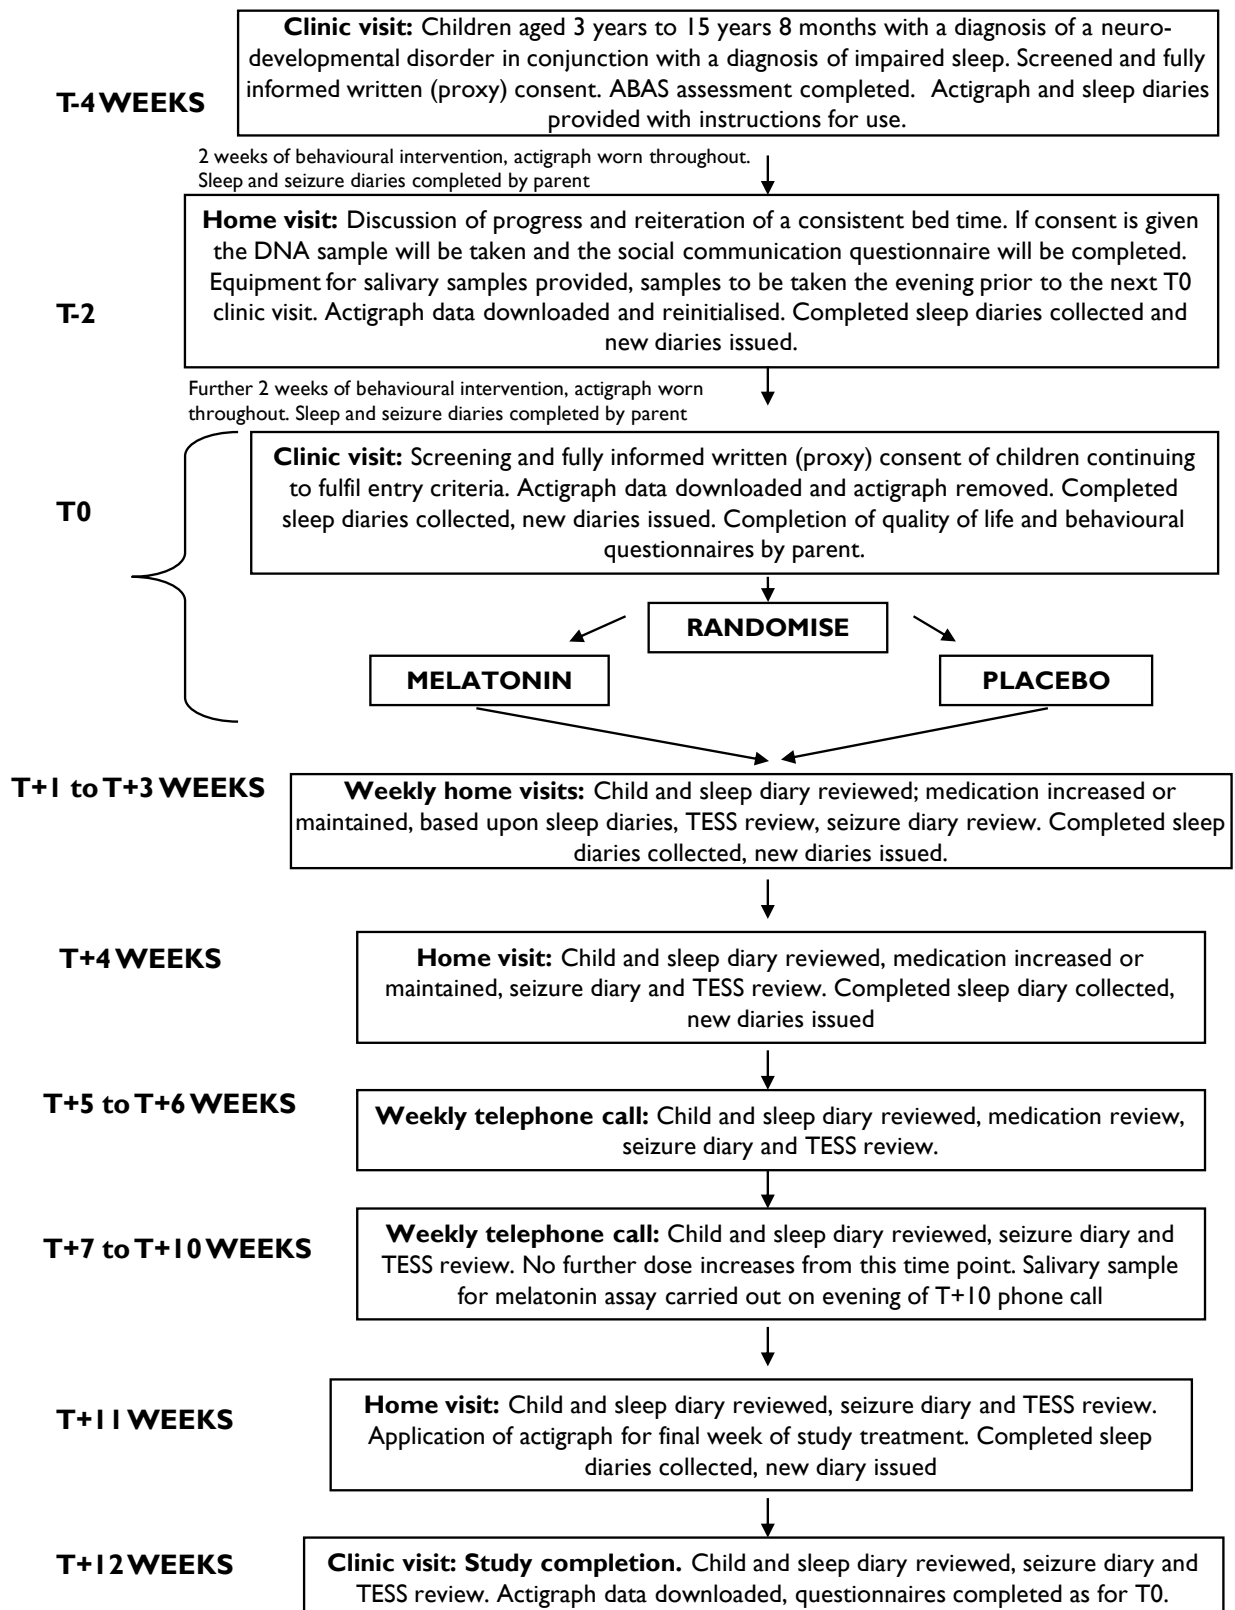 Clinic visit: Children aged 3 years to 15 years 8 months with a diagnosis of a neuro-
developmental disorder in conjunction with a diagnosis of impaired sleep. Screened and fully
informed written (proxy) consent. ABAS assessment completed. Actigraph and sleep diaries
provided with instructions for use.
T-4 WEEKS
2 weeks of behavioural intervention, actigraph worn throughout.
Sleep and seizure diaries completed by parent
Home visit: Discussion of progress and reiteration of a consistent bed time. If consent is given
the DNA sample will be taken and the social communication questionnaire will be completed.
Equipment for salivary samples provided, samples to be taken the evening prior to the next T0
clinic visit. Actigraph data downloaded and reinitialised. Completed sleep diaries collected and
new diaries issued.
T-2
Further 2 weeks of behavioural intervention, actigraph worn
throughout. Sleep and seizure diaries completed by parent
Clinic visit: Screening and fully informed written (proxy) consent of children continuing
to fulfil entry criteria. Actigraph data downloaded and actigraph removed. Completed
sleep diaries collected, new diaries issued. Completion of quality of life and behavioural
questionnaires by parent.
T0
RANDOMISE
MELATONIN
PLACEBO
T+1 to T+3 WEEKS
Weekly home visits: Child and sleep diary reviewed; medication increased or
maintained, based upon sleep diaries, TESS review, seizure diary review. Completed sleep
diaries collected, new diaries issued.
T+4 WEEKS
Home visit: Child and sleep diary reviewed, medication increased or
maintained, seizure diary and TESS review. Completed sleep diary collected,
new diaries issued
T+5 to T+6 WEEKS
Weekly telephone call: Child and sleep diary reviewed, medication review,
seizure diary and TESS review.
T+7 to T+10 WEEKS
Weekly telephone call: Child and sleep diary reviewed, seizure diary and
TESS review. No further dose increases from this time point. Salivary sample
for melatonin assay carried out on evening of T+10 phone call
T+11 WEEKS
Home visit: Child and sleep diary reviewed, seizure diary and TESS review.
Application of actigraph for final week of study treatment. Completed sleep
diaries collected, new diary issued
T+12 WEEKS
Clinic visit: Study completion. Child and sleep diary reviewed, seizure diary and
TESS review. Actigraph data downloaded, questionnaires completed as for T0.